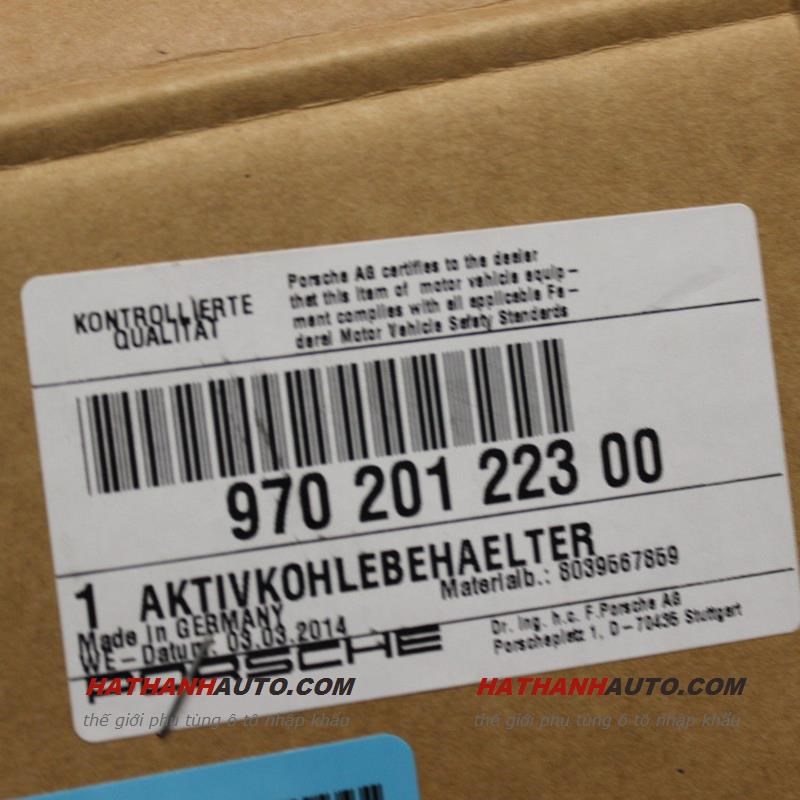 KONTROLLIERTE
QUALITÄT
Porsche AG certifies to the dealer
that this item of motor vehicle equip-
ment complies with all applicable Fe-
deral Motor Vehicle Safety Standards
970 201 223 00
1 AKTIVKOHLEBEHAELTER
Materialb.: 8039567859
Made in GERMANY
WE-Datum: 03.03.2014
PORSCHE
Dr. Ing. h.c. F.Porsche AG
Porscheplatz 1, D-70435 Stuttgart
HATHANHAUTO.COM
thế giới phụ tùng ô tô nhập khẩu
HATHANHAUTO.COM
thế giới phụ tùng ô tô nhập khẩu